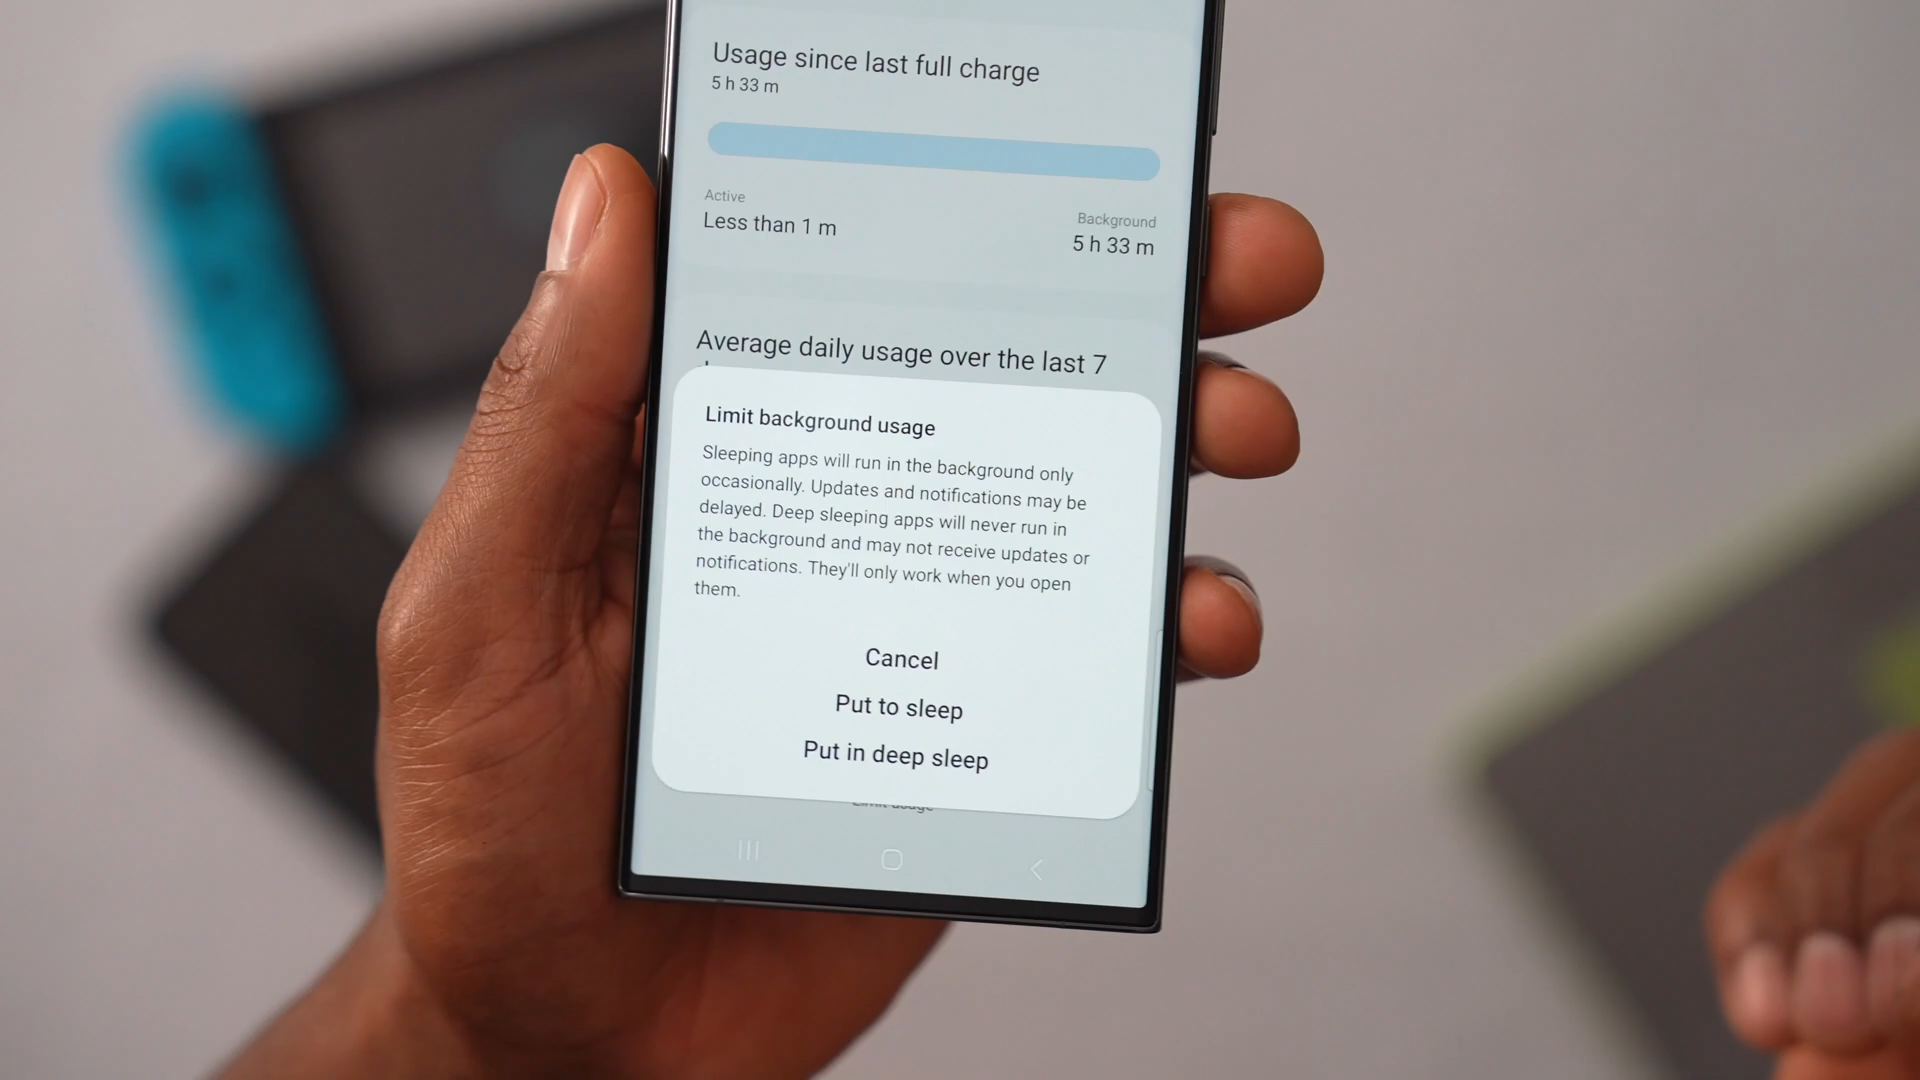 Usage since last full charge
5 h 33 m
Active
Less than 1 m
Background
5 h 33 m
Average daily usage over the last 7
Limit background usage
Sleeping apps will run in the background only
occasionally. Updates and notifications may be
delayed. Deep sleeping apps will never run in
the background and may not receive updates or
notifications. They'll only work when you open
them.
Cancel
Put to sleep
Put in deep sleep
Limit usage